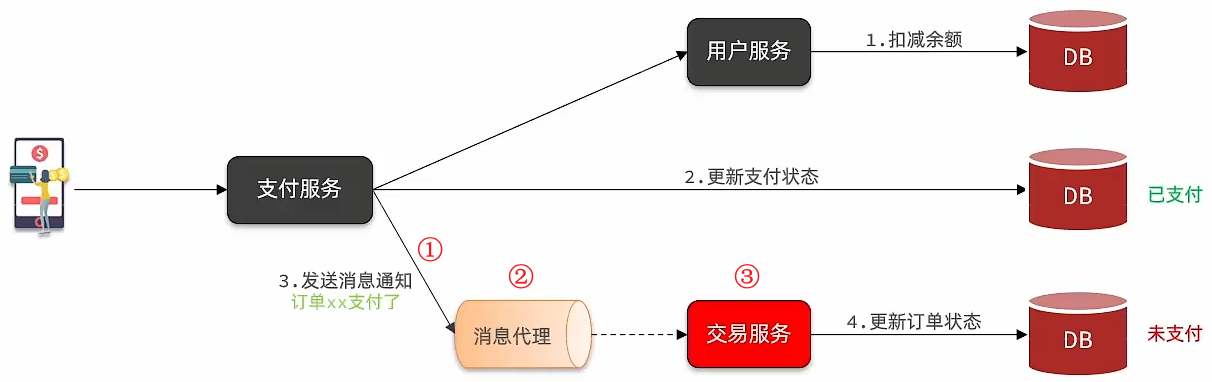 用户服务
1.扣减余额
DB
$
支付服务
2.更新支付状态
DB
已支付
①
3.发送消息通知
订单xx支付了
②
消息代理
③
交易服务
4.更新订单状态
DB
未支付